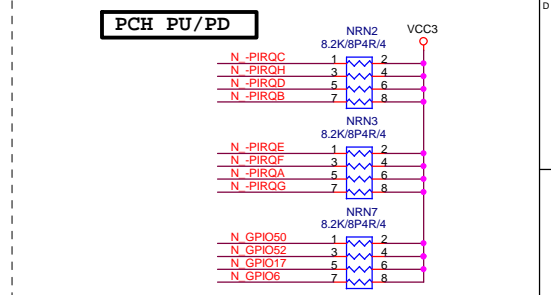 D
PCH PU/PD
NRN2
VCC3
8.2K/8P4R/4
N_-PIRQC 1 2
N_-PIRQH 3 4
N_-PIRQD 5 6
N_-PIRQB 7 8
NRN3
8.2K/8P4R/4
N_-PIRQE 1 2
N_-PIRQF 3 4
N_-PIRQA 5 6
N_-PIRQG 7 8
NRN7
8.2K/8P4R/4
N_GPIO50 1 2
N_GPIO52 3 4
N_GPIO17 5 6
N_GPIO6 7 8